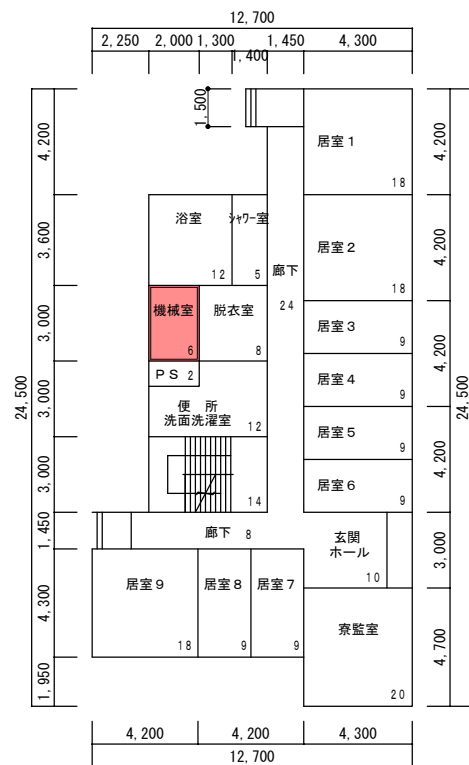 12,700
2,250 2,000 1,300 1,450 4,300
1,400
1,500
4,200
3,600
3,000
3,000
3,000
1,450
4,300
1,950
24,500
居室1
18
浴室
12
シャワー室
5
居室2
18
廊下
24
機械室
6
脱衣室
8
居室3
9
PS 2
居室4
9
便 所
洗面洗濯室
12
居室5
9
14
居室6
9
廊下 8
玄関
ホール
10
居室9
18
居室8
9
居室7
9
寮監室
20
4,200
4,200
4,200
4,200
3,000
4,700
24,500
4,200 4,200 4,300
12,700